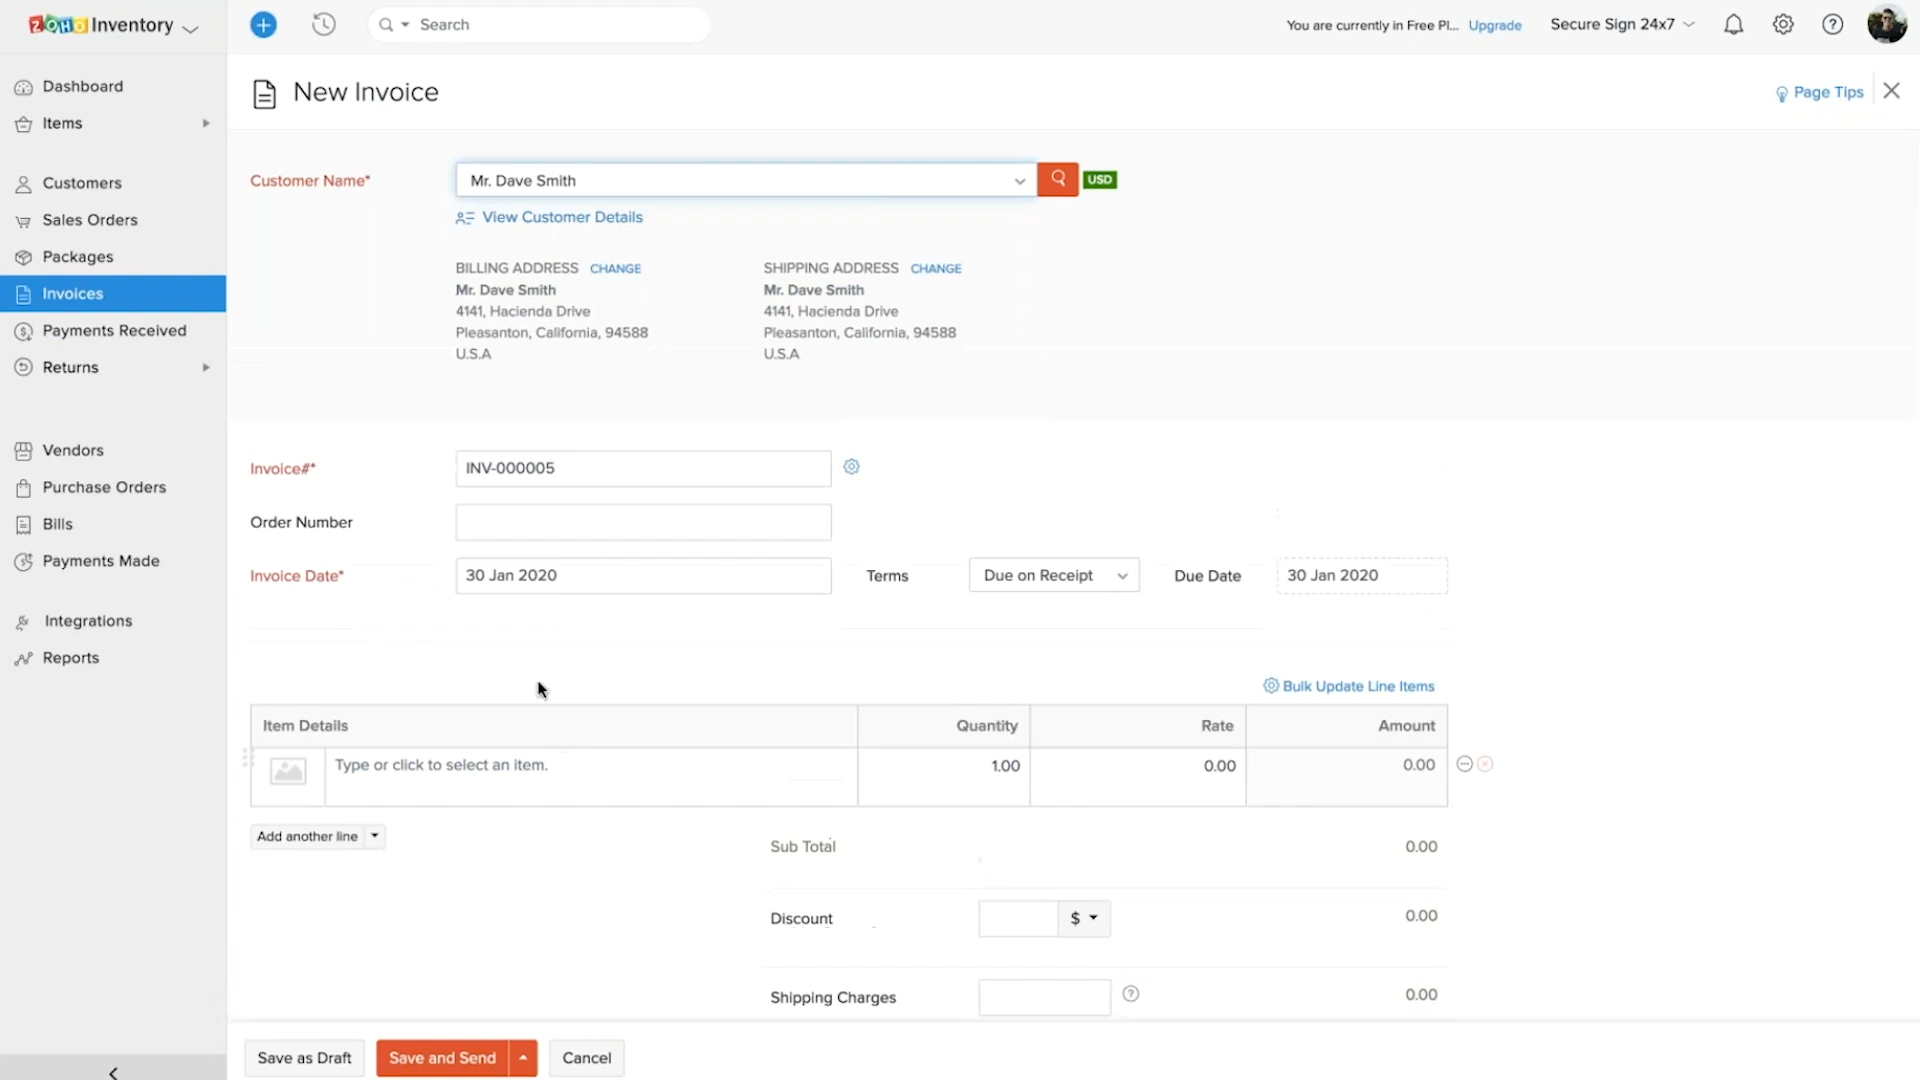 ZOHO Inventory
Search
You are currently in Free Pl... Upgrade
Secure Sign 24x7
Dashboard
Items
Customers
Sales Orders
Packages
Invoices
Payments Received
Returns
Vendors
Purchase Orders
Bills
Payments Made
Integrations
Reports
New Invoice
Page Tips
Customer Name*
Mr. Dave Smith
USD
View Customer Details
BILLING ADDRESS CHANGE
Mr. Dave Smith
4141, Hacienda Drive
Pleasanton, California, 94588
U.S.A
SHIPPING ADDRESS CHANGE
Mr. Dave Smith
4141, Hacienda Drive
Pleasanton, California, 94588
U.S.A
Invoice#*
INV-000005
Order Number
Invoice Date*
30 Jan 2020
Terms
Due on Receipt
Due Date
30 Jan 2020
Bulk Update Line Items
Item Details Quantity Rate Amount
Type or click to select an item. 1.00 0.00 0.00
Add another line
Sub Total 0.00
Discount $ 0.00
Shipping Charges 0.00
Save as Draft
Save and Send
Cancel